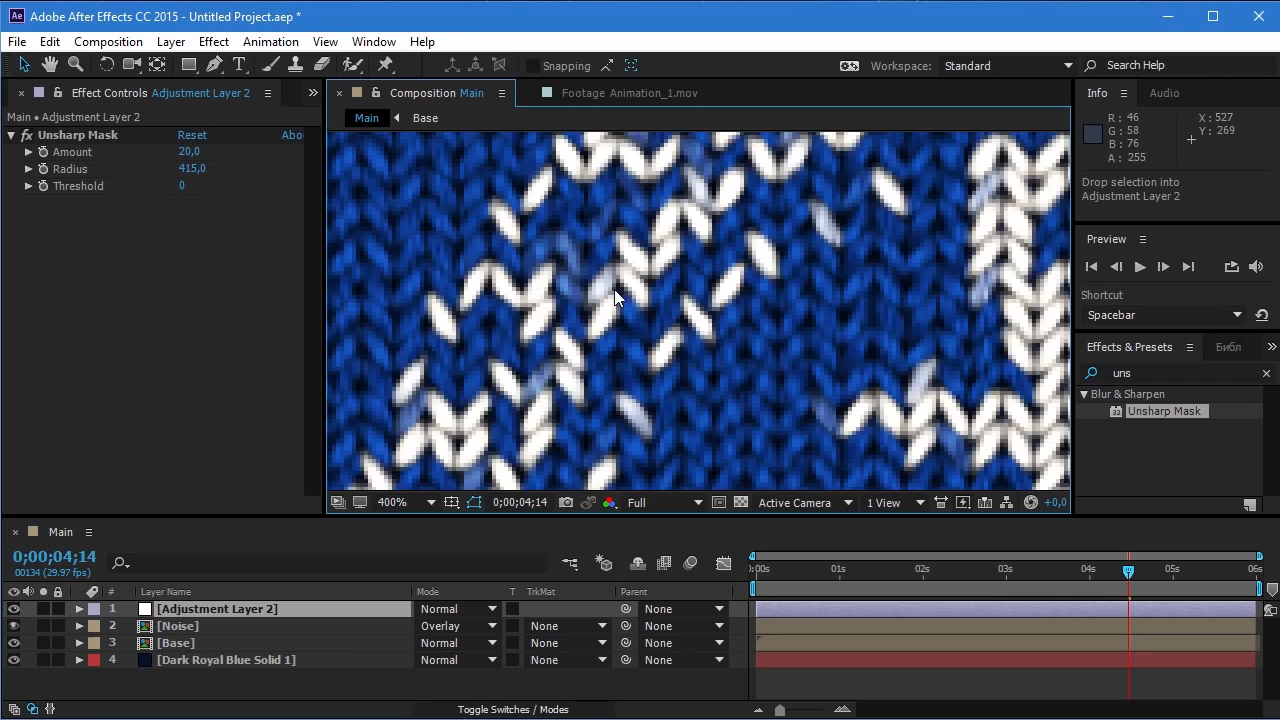 Ae Adobe After Effects CC 2015 - Untitled Project.aep *
File Edit Composition Layer Effect Animation View Window Help
T Snapping Workspace: Standard Search Help
Effect Controls Adjustment Layer 2
Main • Adjustment Layer 2
fx Unsharp Mask Reset Abo
Amount 20,0
Radius 415,0
Threshold 0
Composition Main Footage Animation_1.mov
Main Base
400% 0;00;04;14 Full Active Camera 1 View +0,0
Info Audio
R: 46 X: 527
G: 58 Y: 269
B: 76
A: 255
Drop selection into
Adjustment Layer 2
Preview
Shortcut
Spacebar
Effects & Presets Библ
uns
Blur & Sharpen
32 Unsharp Mask
Main
0;00;04;14
00134 (29.97 fps)
# Layer Name Mode T TrkMat Parent
1 [Adjustment Layer 2] Normal None
2 [Noise] Overlay None None
3 [Base] Normal None None
4 [Dark Royal Blue Solid 1] Normal None None
:00s 01s 02s 03s 04s 05s 06s
Toggle Switches / Modes